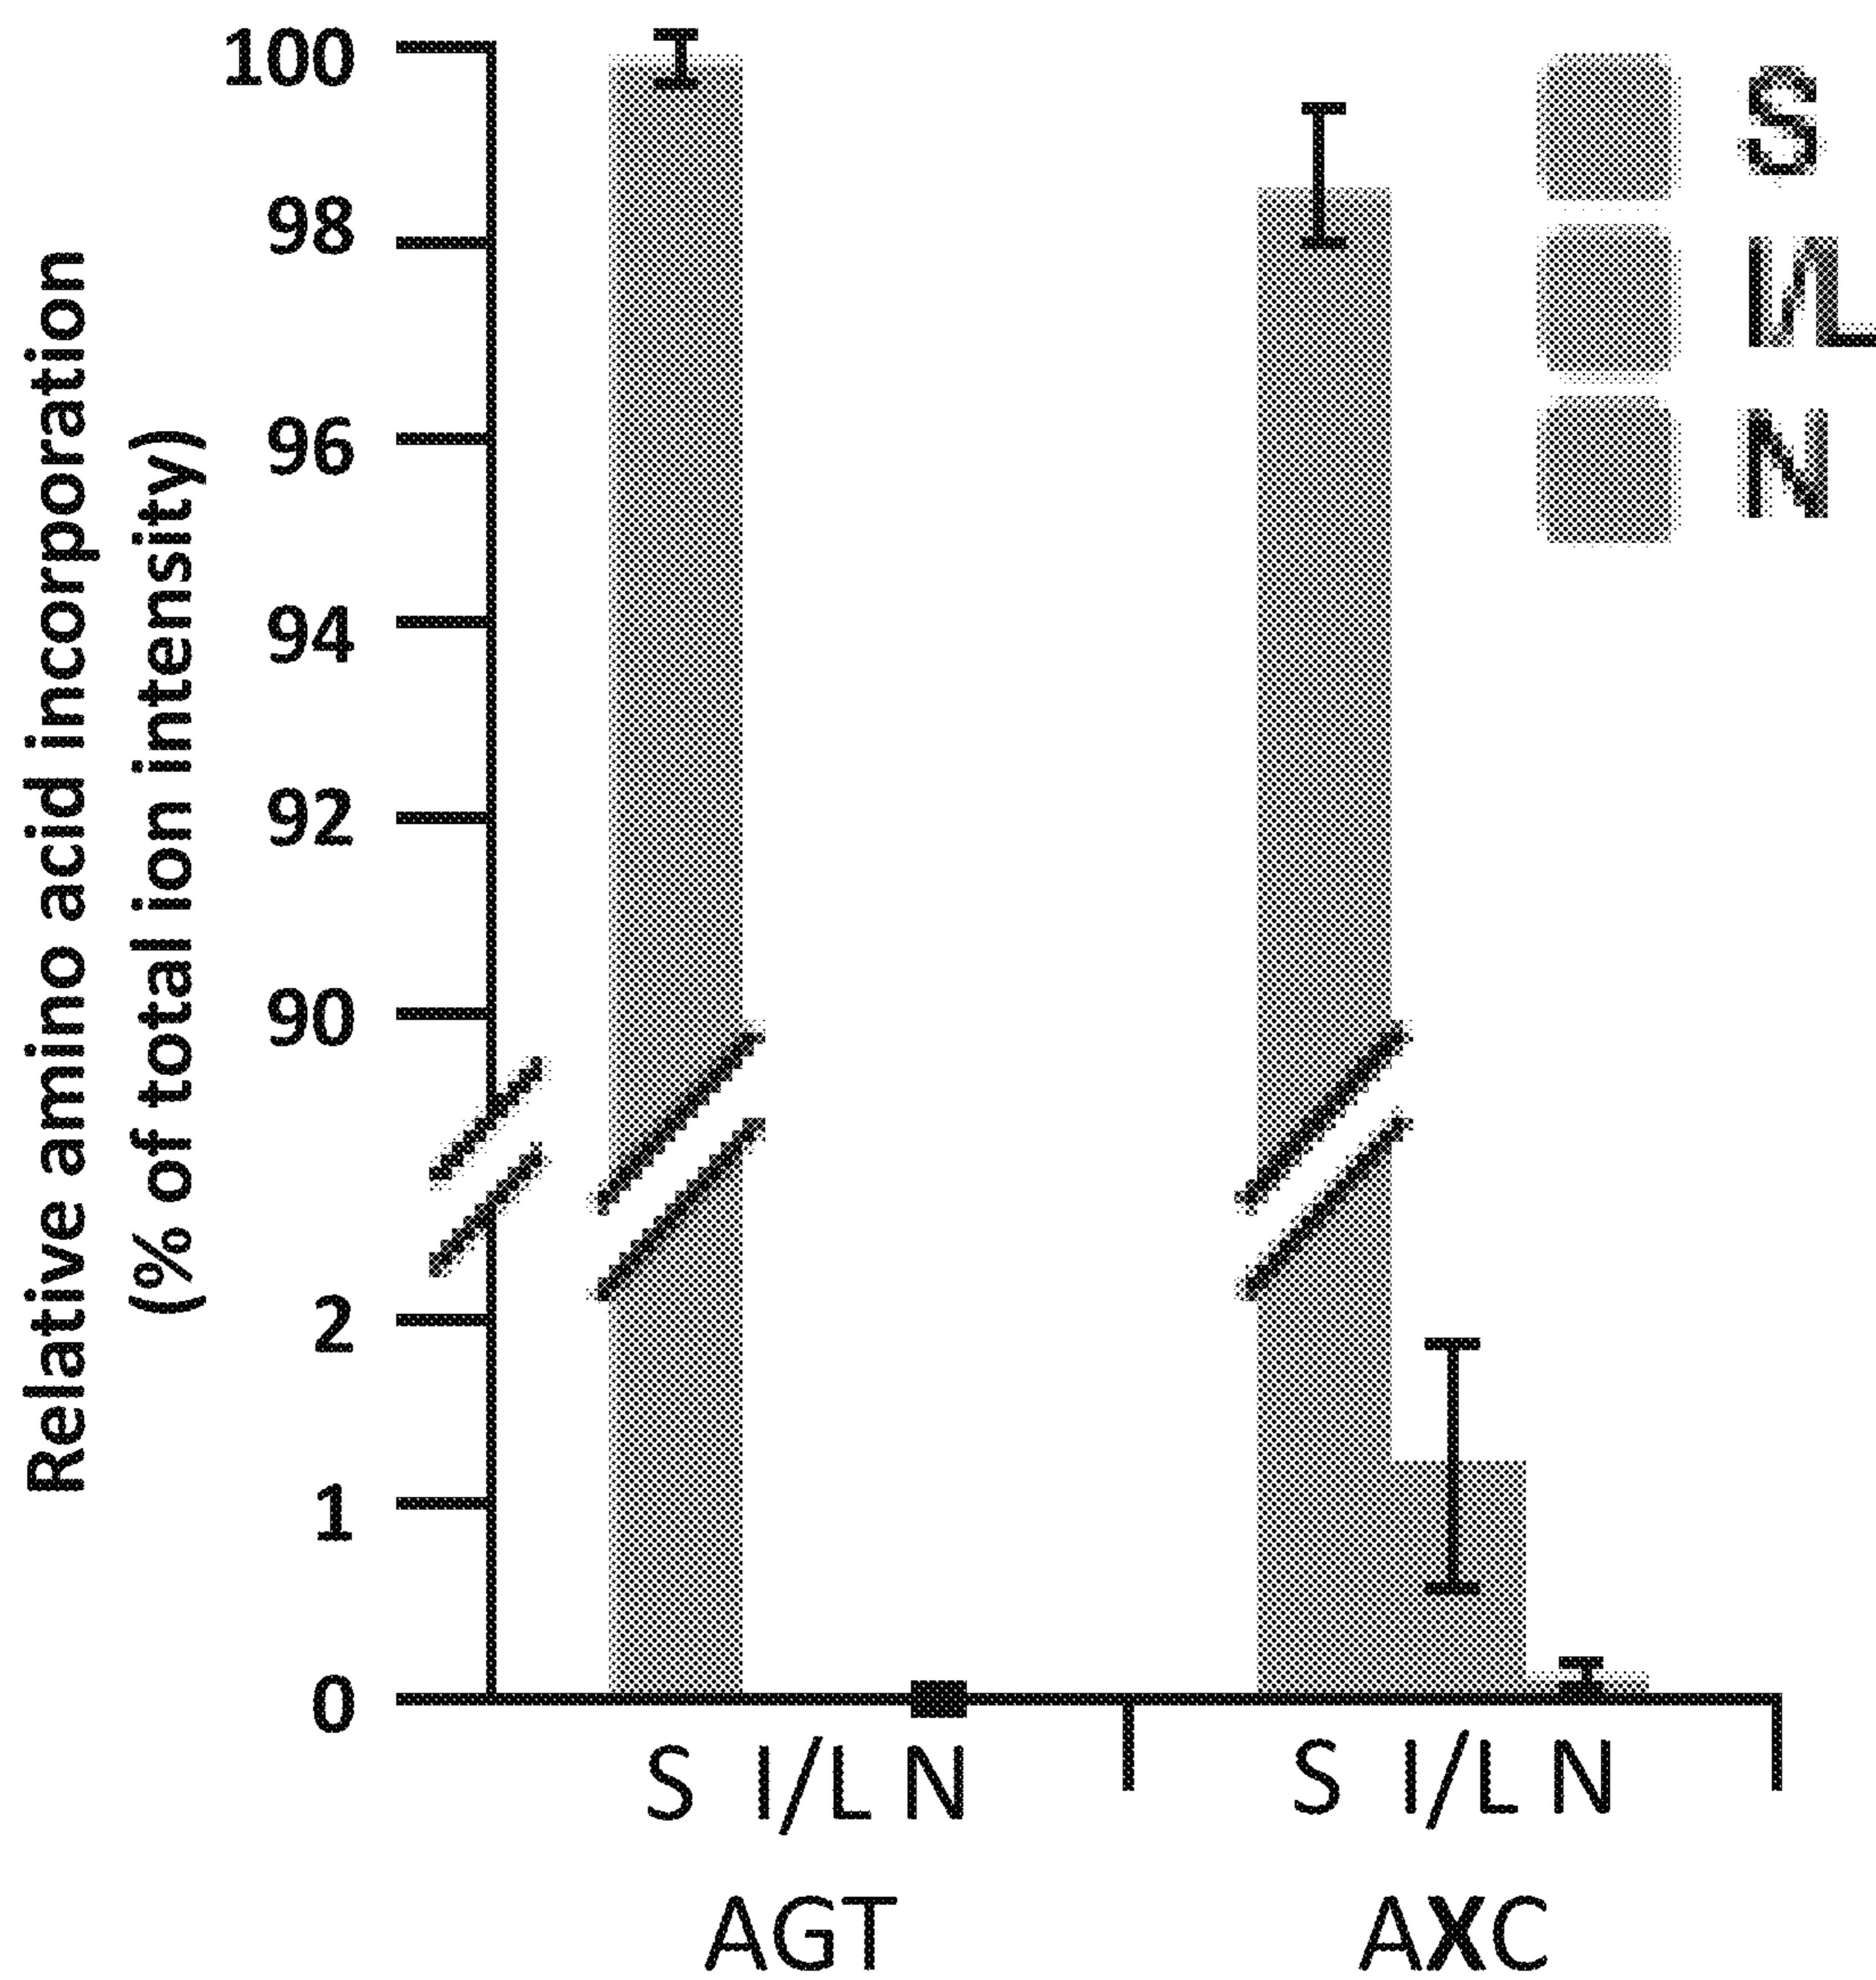 Relative amino acid incorporation
(% of total ion intensity)
100
98
96
94
92
90
2
1
0
S
I/L
N
S I/L N
S I/L N
AGT
AXC